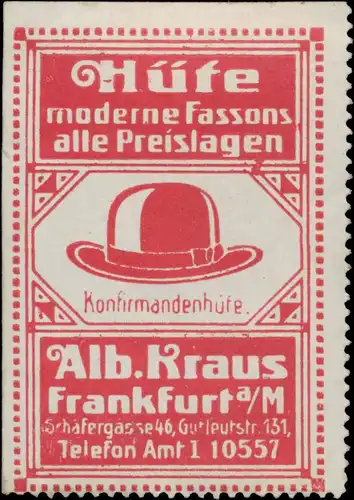 Hüte
moderne Fassons
alle Preislagen
Konfirmandenhüte.
Alb. Kraus
Frankfurt a/M
Schäfergasse 46, Gutleutstr. 131,
Telefon Amt I 10557